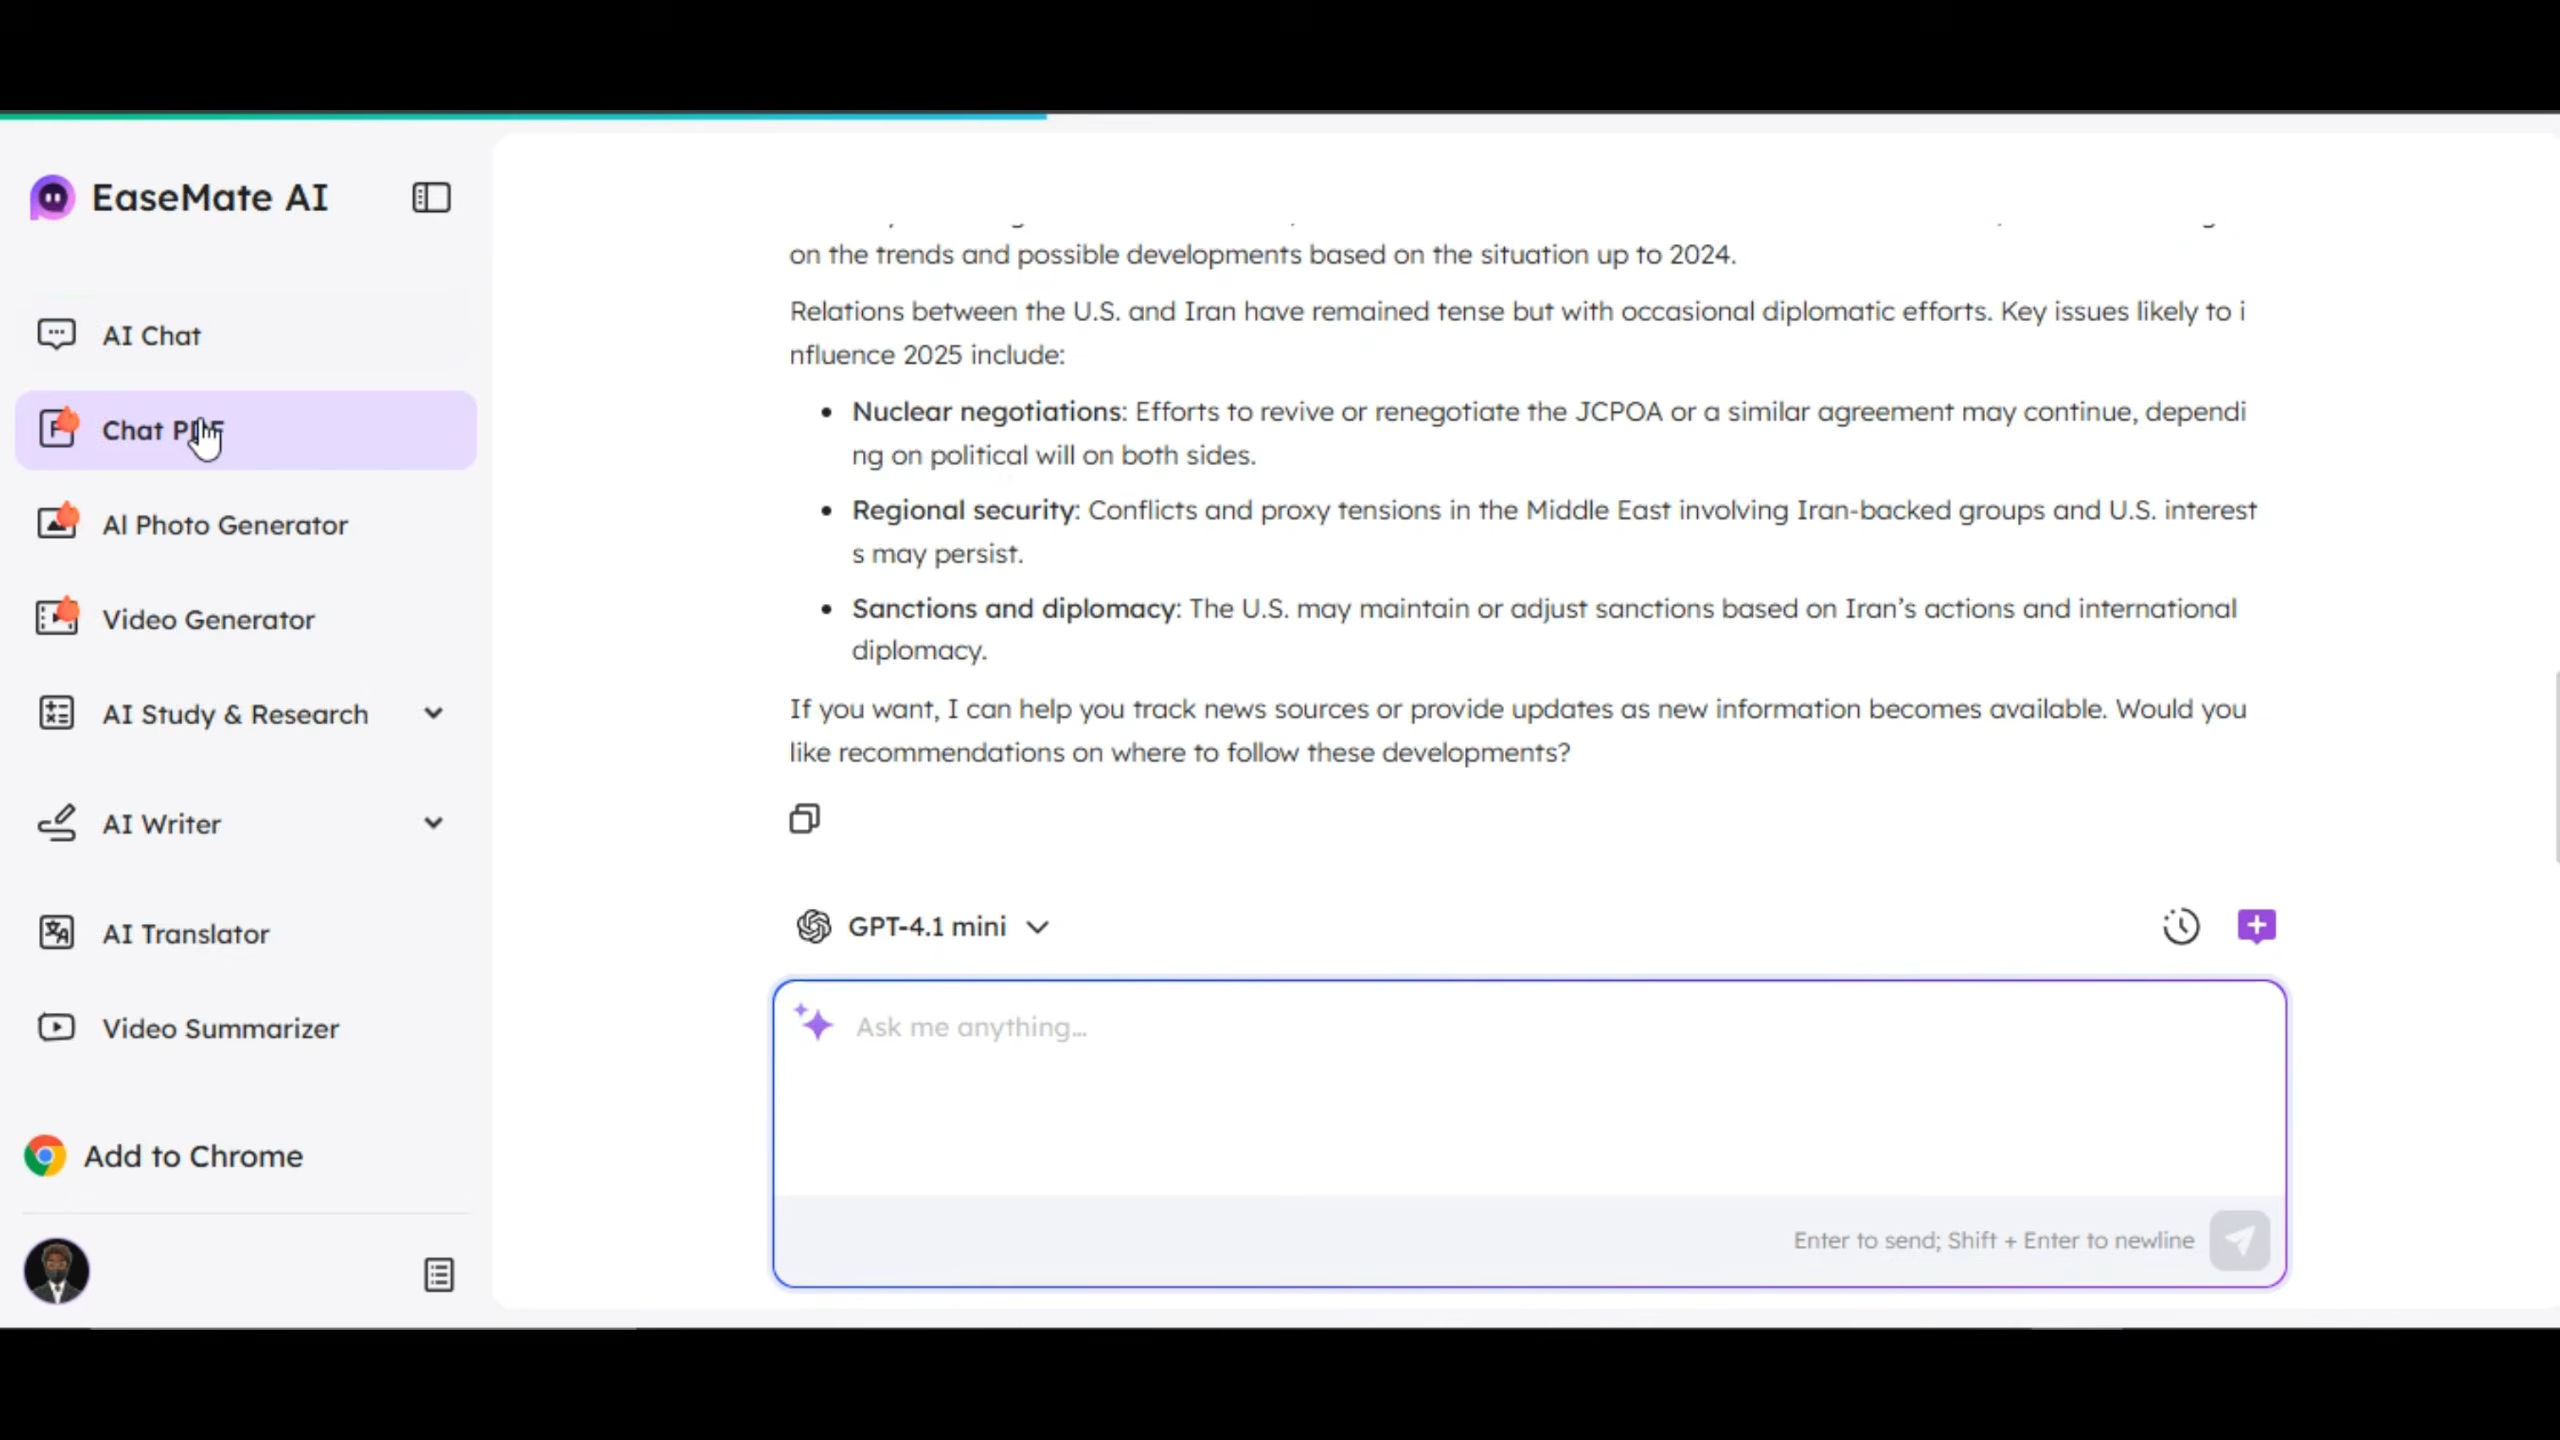 EaseMate AI
AI Chat
Chat PDF
AI Photo Generator
Video Generator
AI Study & Research
AI Writer
AI Translator
Video Summarizer
Add to Chrome
on the trends and possible developments based on the situation up to 2024.
Relations between the U.S. and Iran have remained tense but with occasional diplomatic efforts. Key issues likely to i
nfluence 2025 include:
• Nuclear negotiations: Efforts to revive or renegotiate the JCPOA or a similar agreement may continue, dependi
ng on political will on both sides.
• Regional security: Conflicts and proxy tensions in the Middle East involving Iran-backed groups and U.S. interest
s may persist.
• Sanctions and diplomacy: The U.S. may maintain or adjust sanctions based on Iran’s actions and international
diplomacy.
If you want, I can help you track news sources or provide updates as new information becomes available. Would you
like recommendations on where to follow these developments?
GPT-4.1 mini
Ask me anything...
Enter to send; Shift + Enter to newline